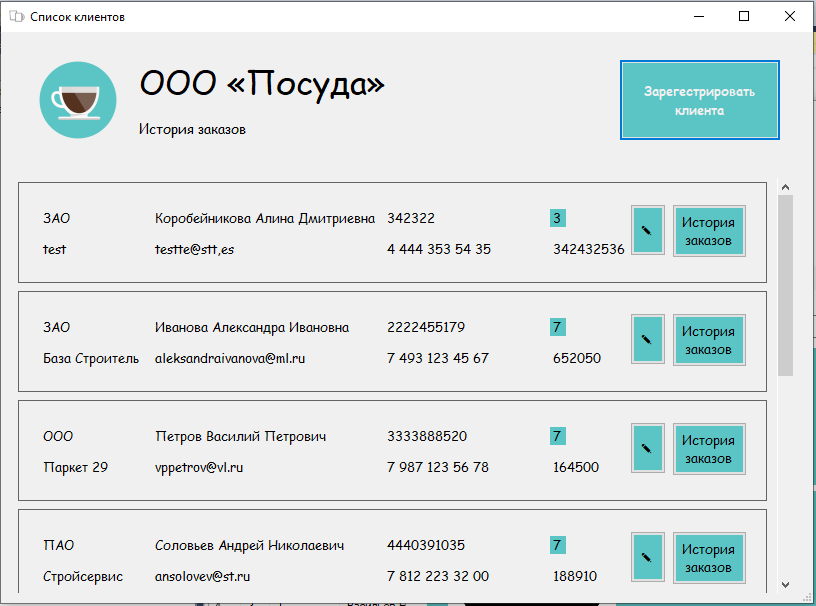 Список клиентов
ООО «Посуда»
История заказов
Зарегестрировать
клиента
ЗАО Коробейникова Алина Дмитриевна 342322 3
test testte@stt,es 4 444 353 54 35 342432536
История
заказов
ЗАО Иванова Александра Ивановна 2222455179 7
База Строитель aleksandraivanova@ml.ru 7 493 123 45 67 652050
История
заказов
ООО Петров Василий Петрович 3333888520 7
Паркет 29 vppetrov@vl.ru 7 987 123 56 78 164500
История
заказов
ПАО Соловьев Андрей Николаевич 4440391035 7
Стройсервис ansolovev@st.ru 7 812 223 32 00 188910
История
заказов